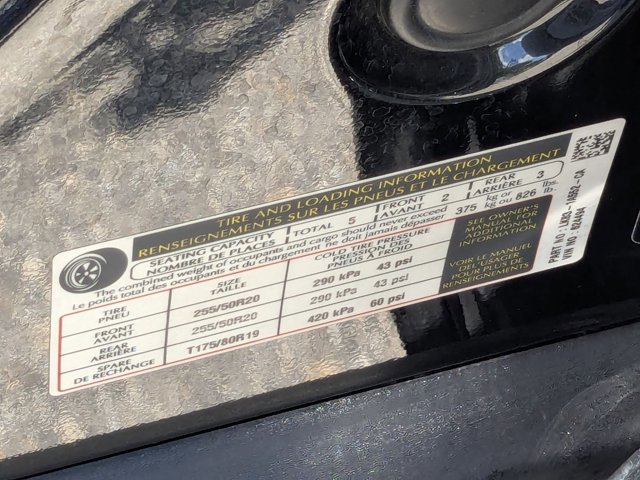 TIRE AND LOADING INFORMATION
RENSEIGNEMENTS SUR LES PNEUS ET LE CHARGEMENT
SEATING CAPACITY
NOMBRE DE PLACES
TOTAL 5
FRONT
AVANT 2
REAR
ARRIÈRE 3
The combined weight of occupants and cargo should never exceed
Le poids total des occupants et du chargement ne doit jamais dépasser
375 kg or
kg ou 826 lbs.
lb.
TIRE
PNEU
SIZE
TAILLE
COLD TIRE PRESSURE
PRESSION DES
PNEUS À FROID
FRONT
AVANT
255/50R20
290 kPa 43 psi
REAR
ARRIÈRE
255/50R20
290 kPa 43 psi
SPARE
DE RECHANGE
T175/80R19
420 kPa 60 psi
SEE OWNER'S
MANUAL FOR
ADDITIONAL
INFORMATION
VOIR LE MANUEL
DE L'USAGER
POUR PLUS DE
RENSEIGNEMENTS